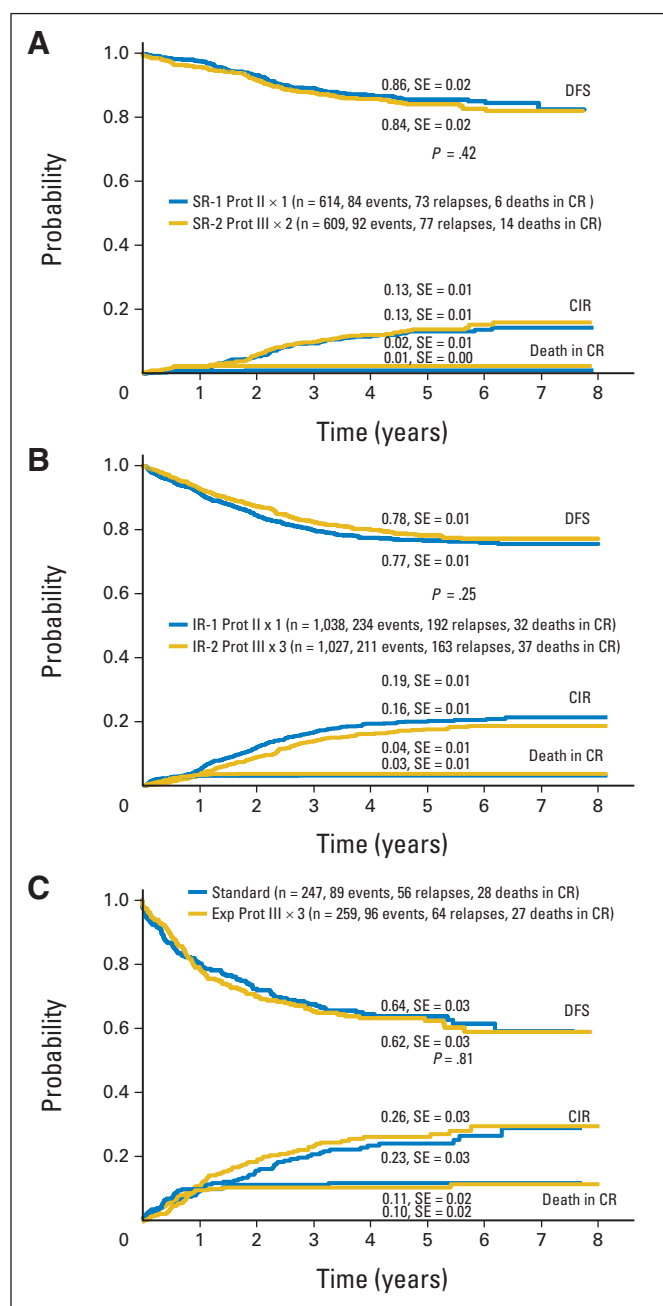 A
1.0
0.86, SE = 0.02
DFS
0.8
0.84, SE = 0.02
P = .42
0.6
SR-1 Prot II × 1 (n = 614, 84 events, 73 relapses, 6 deaths in CR )
SR-2 Prot III × 2 (n = 609, 92 events, 77 relapses, 14 deaths in CR)
0.4
0.13, SE = 0.01
0.13, SE = 0.01
CIR
0.2
0.02, SE = 0.01
0.01, SE = 0.00
Death in CR
0 1 2 3 4 5 6 7 8
Probability
Time (years)
B
1.0
0.78, SE = 0.01
DFS
0.8
0.77, SE = 0.01
P = .25
0.6
IR-1 Prot II x 1 (n = 1,038, 234 events, 192 relapses, 32 deaths in CR)
IR-2 Prot III x 3 (n = 1,027, 211 events, 163 relapses, 37 deaths in CR)
0.4
0.19, SE = 0.01
0.16, SE = 0.01
CIR
0.2
0.04, SE = 0.01
0.03, SE = 0.01
Death in CR
0 1 2 3 4 5 6 7 8
Probability
Time (years)
C
Standard (n = 247, 89 events, 56 relapses, 28 deaths in CR)
Exp Prot III × 3 (n = 259, 96 events, 64 relapses, 27 deaths in CR)
1.0
0.8
0.64, SE = 0.03
DFS
0.6
0.62, SE = 0.03
P = .81
0.4
0.26, SE = 0.03
CIR
0.23, SE = 0.03
0.2
0.11, SE = 0.02
0.10, SE = 0.02
Death in CR
0 1 2 3 4 5 6 7 8
Probability
Time (years)